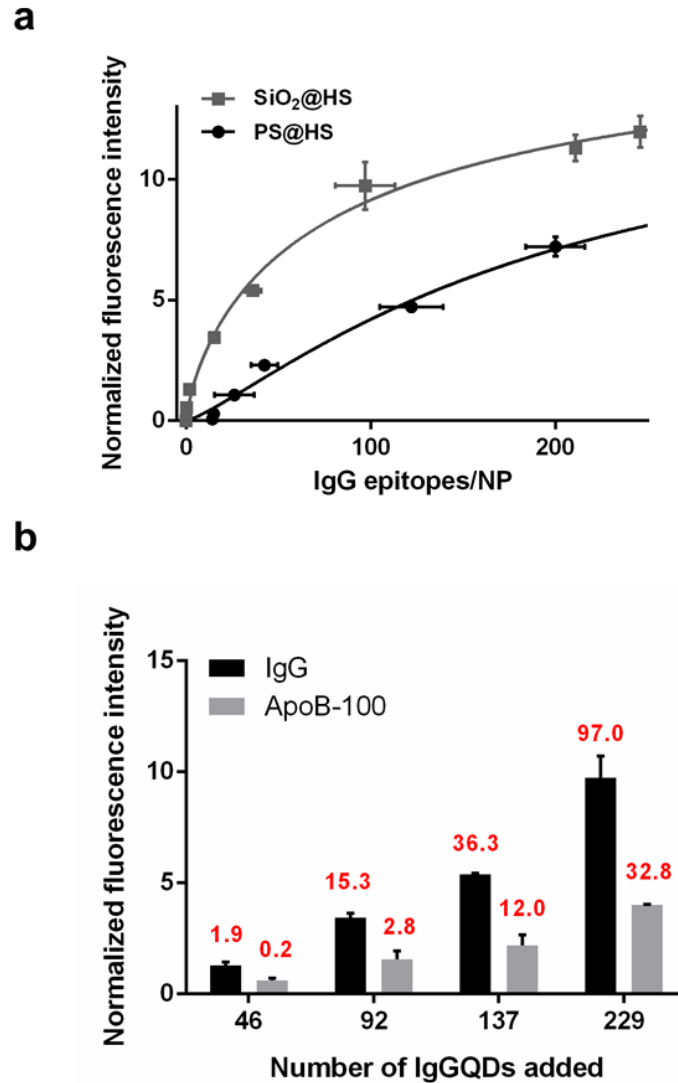 a
Normalized fluorescence intensity
SiO₂@HS
PS@HS
10
5
0
0 100 200
IgG epitopes/NP
b
Normalized fluorescence intensity
IgG
ApoB-100
15
10
5
0
1.9 0.2 15.3 2.8 36.3 12.0 97.0 32.8
46 92 137 229
Number of IgGQDs added